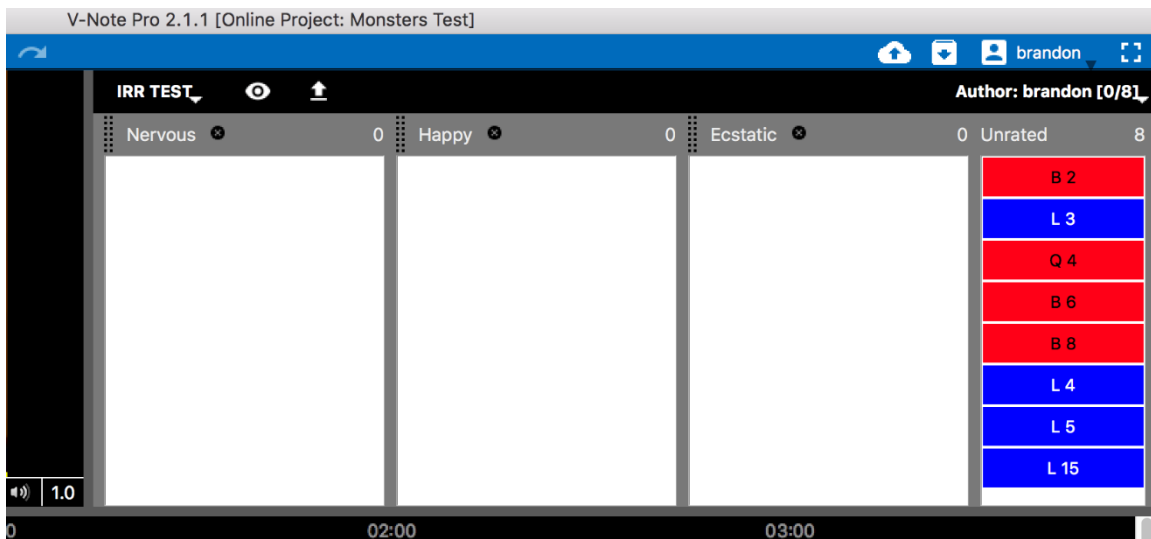 V-Note Pro 2.1.1 [Online Project: Monsters Test]
brandon
IRR TEST
Author: brandon [0/8]
Nervous 0 Happy 0 Ecstatic 0 Unrated 8
B 2
L 3
Q 4
B 6
B 8
L 4
L 5
L 15
1.0
0 02:00 03:00